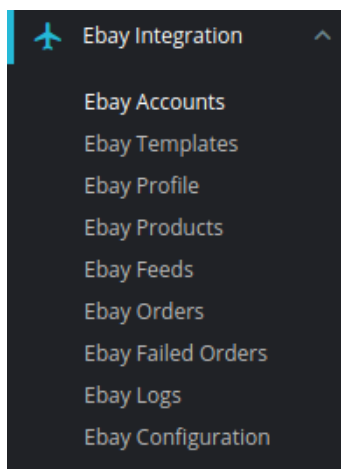 Ebay Integration
Ebay Accounts
Ebay Templates
Ebay Profile
Ebay Products
Ebay Feeds
Ebay Orders
Ebay Failed Orders
Ebay Logs
Ebay Configuration